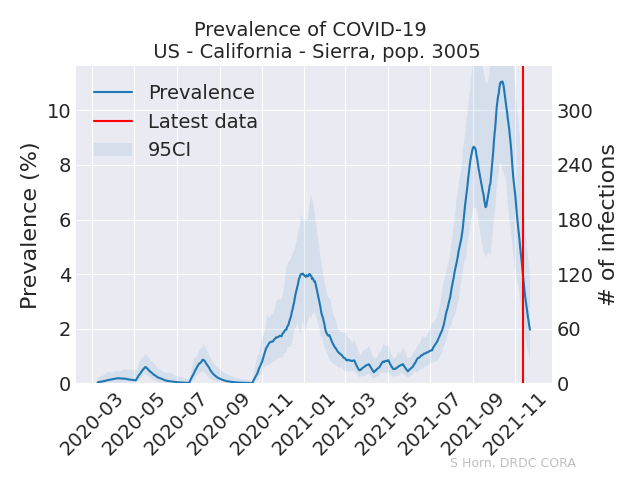 Prevalence of COVID-19
US - California - Sierra, pop. 3005
Prevalence
Latest data
95CI
Prevalence (%)
10
8
6
4
2
0
300
240
180
120
60
0
# of infections
2020-03
2020-05
2020-07
2020-09
2020-11
2021-01
2021-03
2021-05
2021-07
2021-09
2021-11
S Horn, DRDC CORA